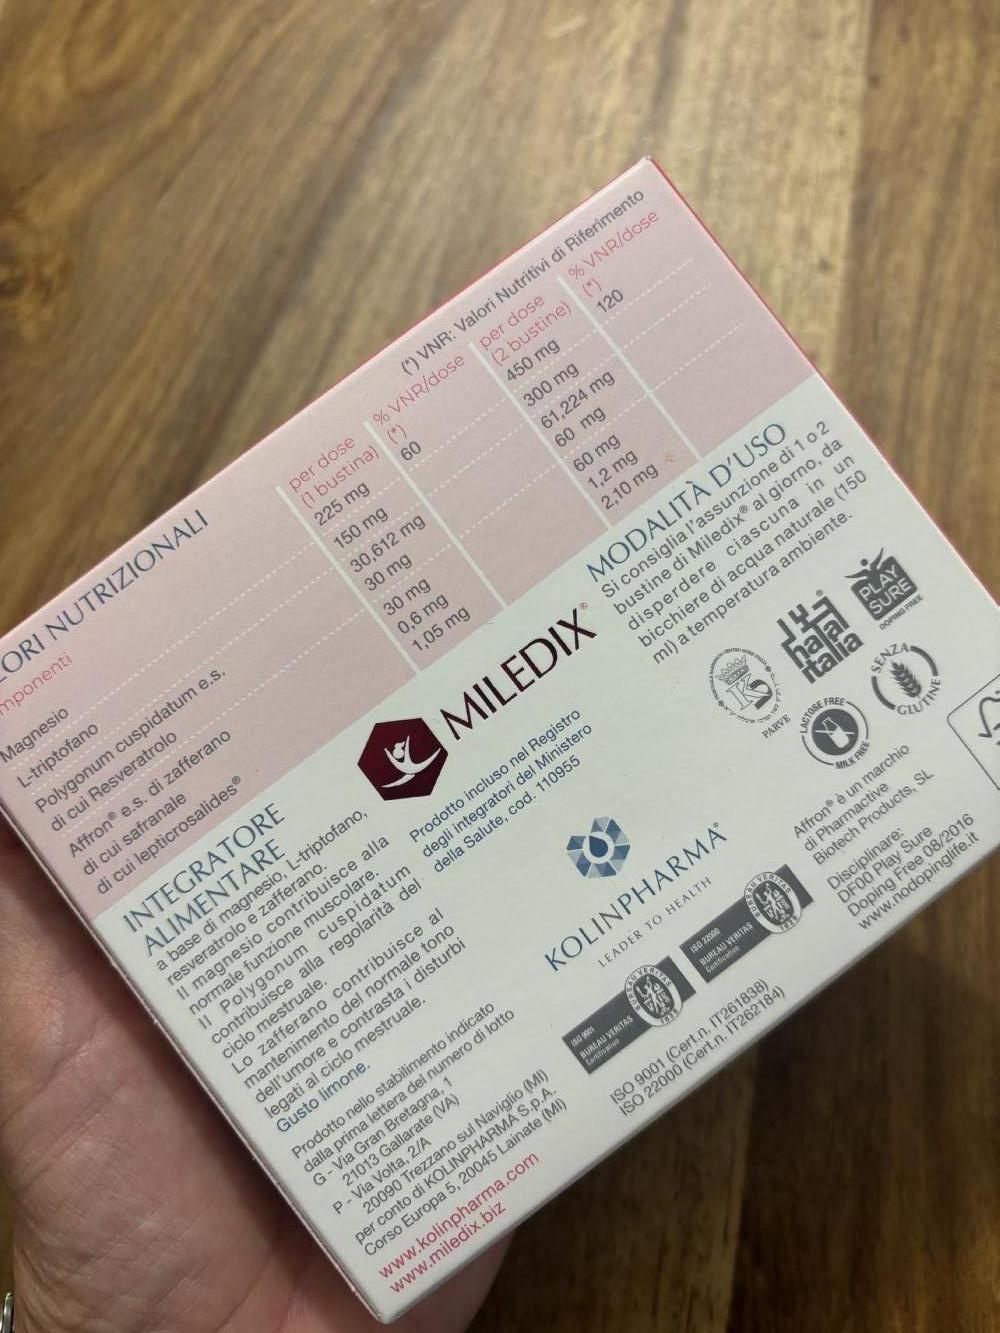 LORI NUTRIZIONALI
(*) VNR: Valori Nutritivi di Riferimento
mponenti
per dose
(1 bustina)
% VNR/dose
(*)
per dose
(2 bustine)
% VNR/dose
(*)
Magnesio 225 mg 60 450 mg 120
L-triptofano 150 mg 300 mg
Polygonum cuspidatum e.s. 30,612 mg 61,224 mg
di cui Resveratrolo 30 mg 60 mg
Affron® e.s. di zafferano 30 mg 60 mg
di cui safranale 0,6 mg 1,2 mg
di cui lepticrosalides® 1,05 mg 2,10 mg
INTEGRATORE
ALIMENTARE
a base di magnesio, L-triptofano,
resveratrolo e zafferano.
Il magnesio contribuisce alla
normale funzione muscolare.
Il Polygonum cuspidatum
contribuisce alla regolarità del
ciclo mestruale.
Lo zafferano contribuisce al
mantenimento del normale tono
dell'umore e contrasta i disturbi
legati al ciclo mestruale.
Gusto limone.
Prodotto nello stabilimento indicato
dalla prima lettera del numero di lotto
G - Via Gran Bretagna, 1
21013 Gallarate (VA)
P - Via Volta, 2/A
20090 Trezzano sul Naviglio (MI)
per conto di KOLINPHARMA S.p.A.
Corso Europa 5, 20045 Lainate (MI)
www.kolinpharma.com
www.miledix.biz
MILEDIX®
Prodotto incluso nel Registro
degli integratori del Ministero
della Salute, cod. 110955
KOLINPHARMA®
LEADER TO HEALTH
ISO 9001
BUREAU VERITAS
Certification
BUREAU VERITAS
1828
ISO 22000
BUREAU VERITAS
Certification
BUREAU VERITAS
1828
ISO 9001 (Cert.n. IT261838)
ISO 22000 (Cert.n. IT262184)
MODALITÀ D'USO
Si consiglia l'assunzione di 1 o 2
bustine di Miledix® al giorno, da
disperdere ciascuna in un
bicchiere di acqua naturale (150
ml) a temperatura ambiente.
K
PARVE
®
italia
PLAY
SURE
DOPING FREE
LACTOSE FREE
MILK FREE
SENZA
GLUTINE
Affron® è un marchio
di Pharmactive
Biotech Products, SL
Disciplinare:
DF00 Play Sure
Doping Free 08/2016
www.nodopinglife.it